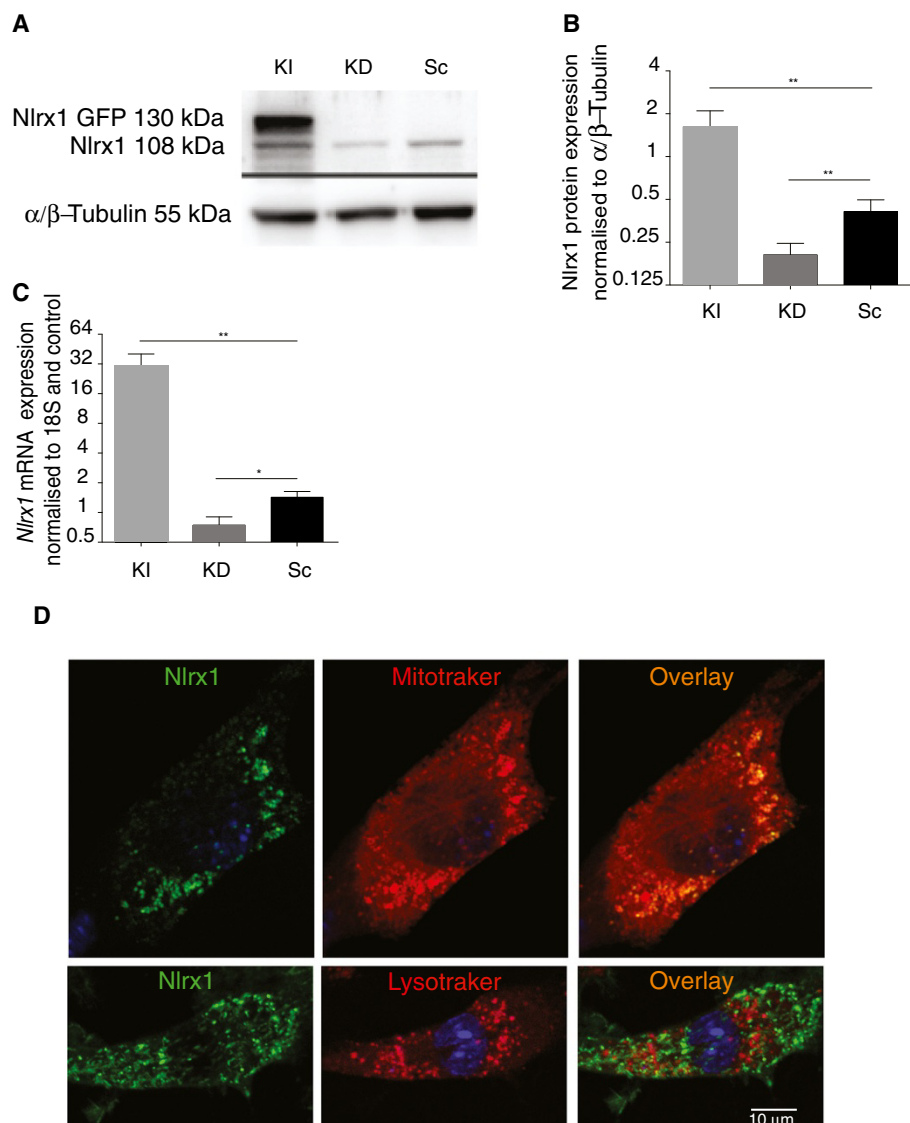 A
KI KD Sc
Nlrx1 GFP 130 kDa
Nlrx1 108 kDa
α/β–Tubulin 55 kDa
B
Nlrx1 protein expression
normalised to α/β–Tubulin
4
2
1
0.5
0.25
0.125
**
**
KI KD Sc
C
Nlrx1 mRNA expression
normalised to 18S and control
64
32
16
8
4
2
1
0.5
**
*
KI KD Sc
D
Nlrx1 Mitotraker Overlay
Nlrx1 Lysotraker Overlay
10 μm